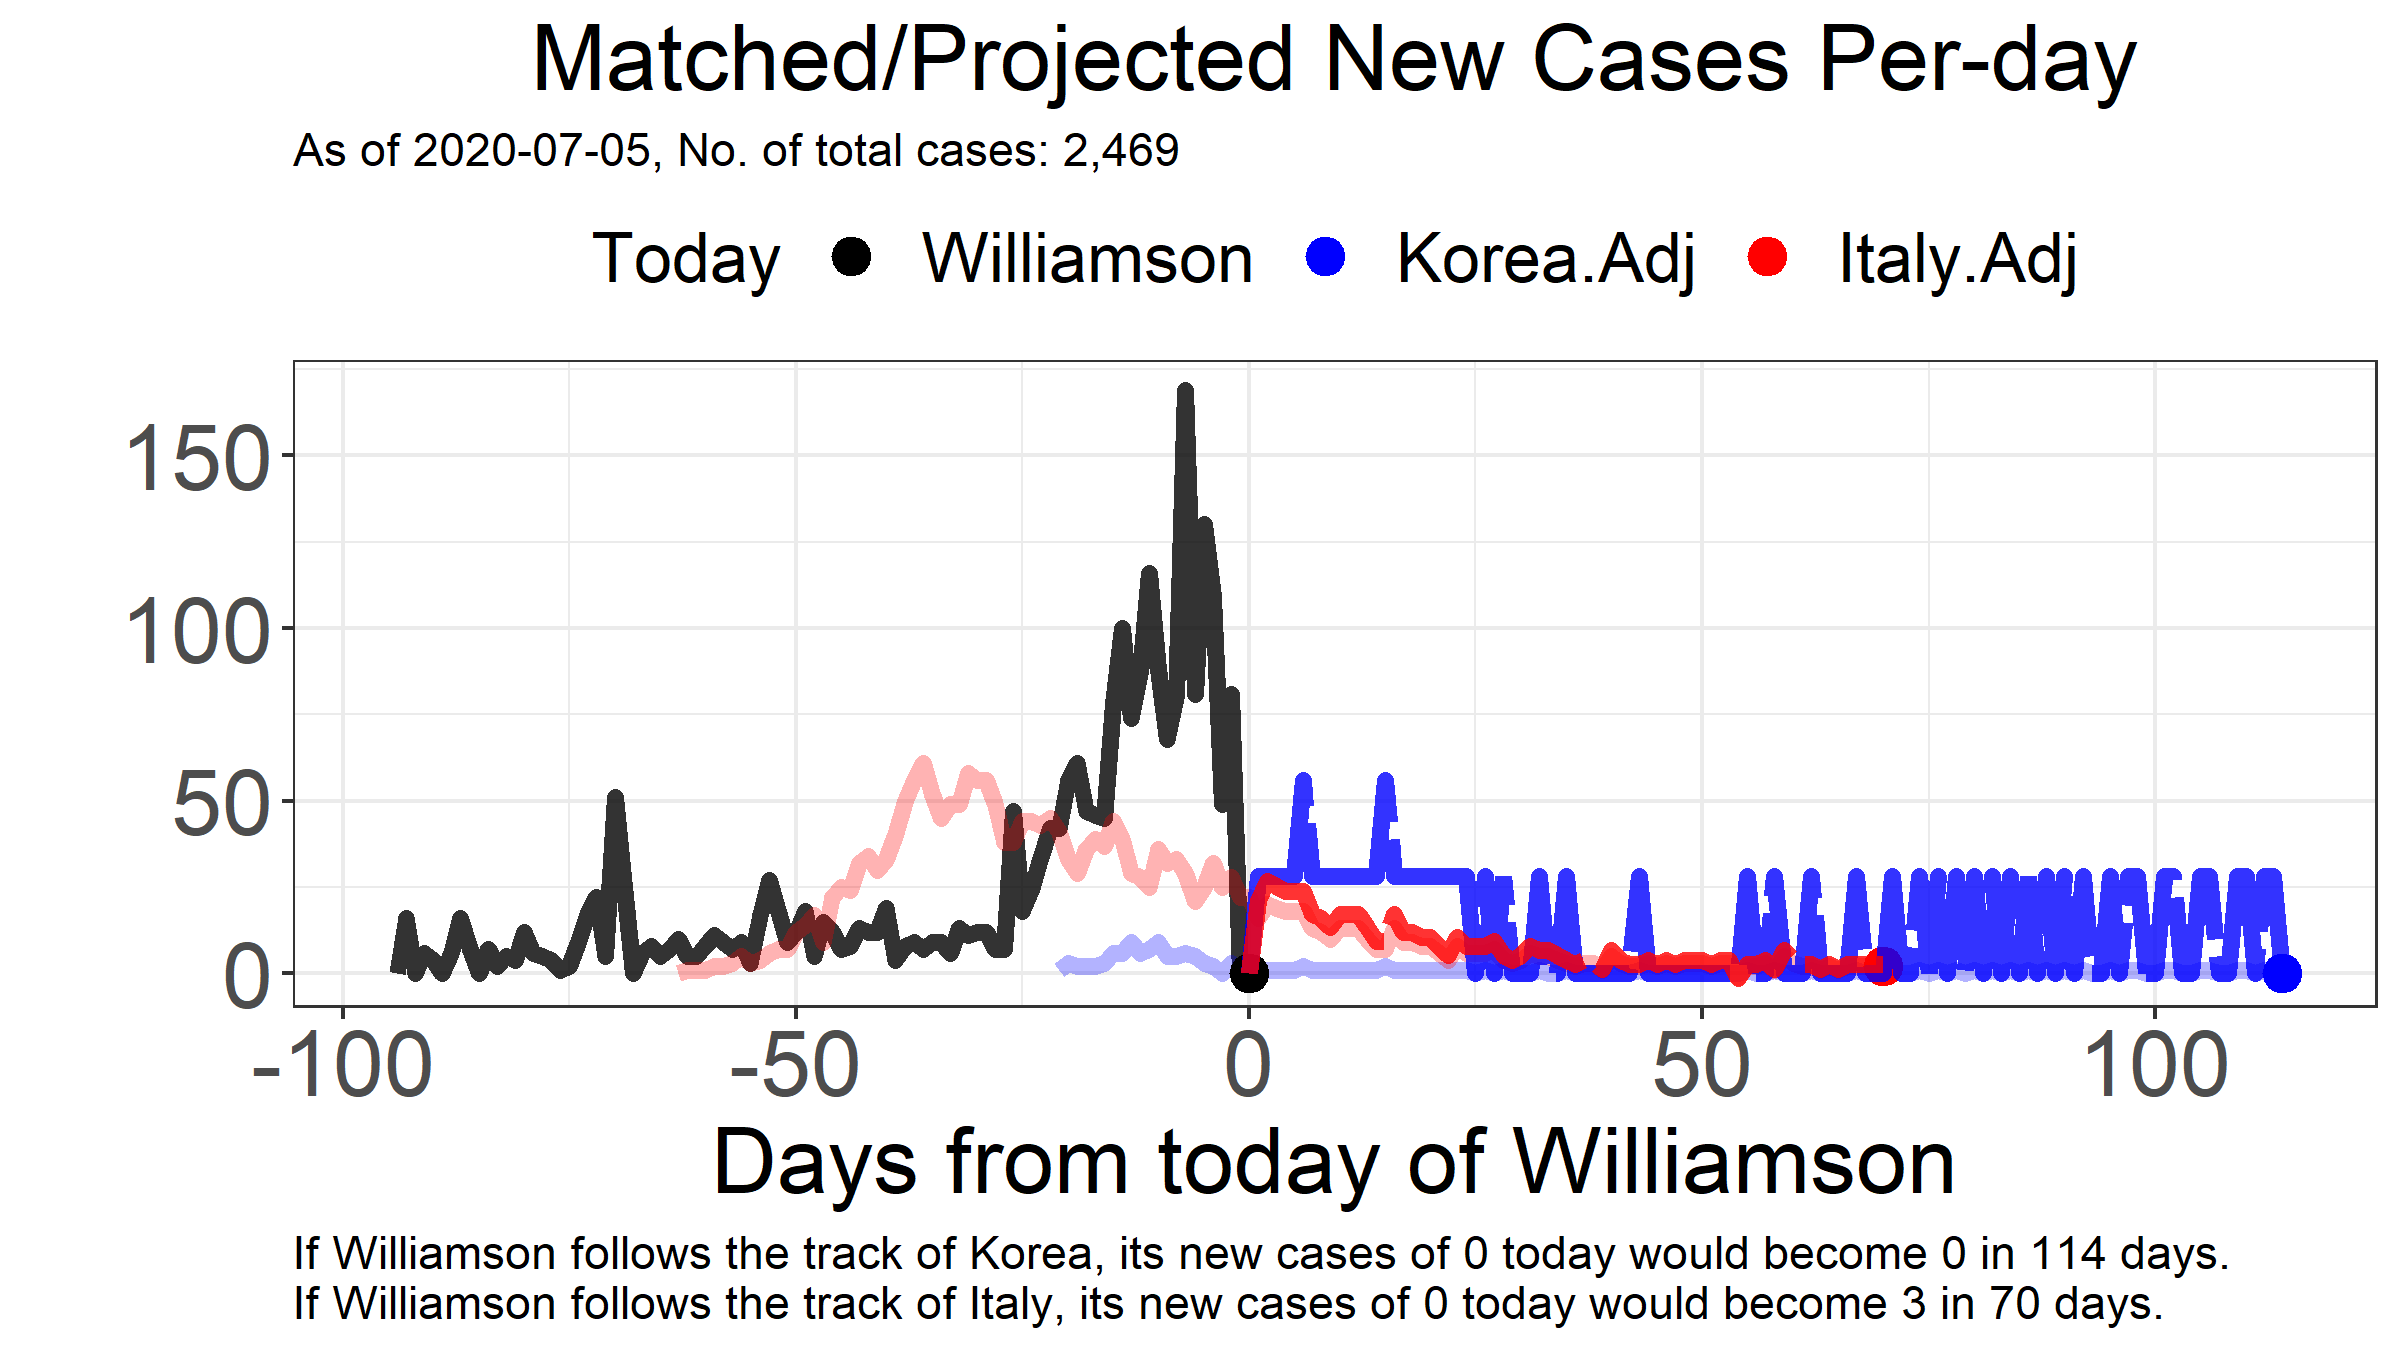 Matched/Projected New Cases Per-day
As of 2020-07-05, No. of total cases: 2,469
Today Williamson Korea.Adj Italy.Adj
150
100
50
0
-100 -50 0 50 100
Days from today of Williamson
If Williamson follows the track of Korea, its new cases of 0 today would become 0 in 114 days.
If Williamson follows the track of Italy, its new cases of 0 today would become 3 in 70 days.